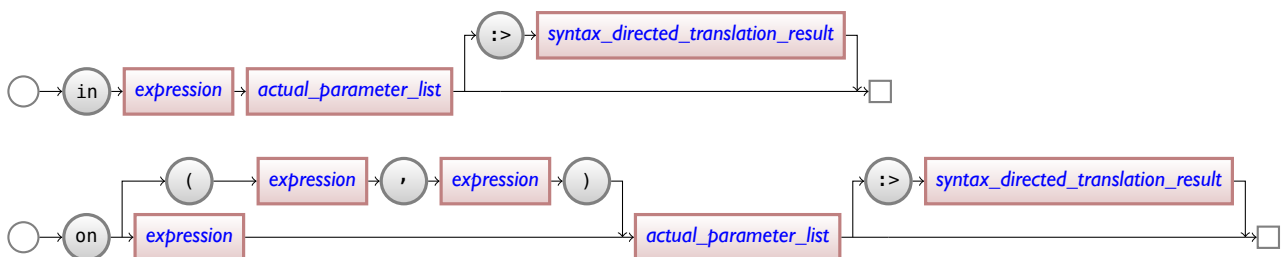 :> syntax_directed_translation_result
in expression actual_parameter_list
( expression , expression ) :> syntax_directed_translation_result
on expression actual_parameter_list